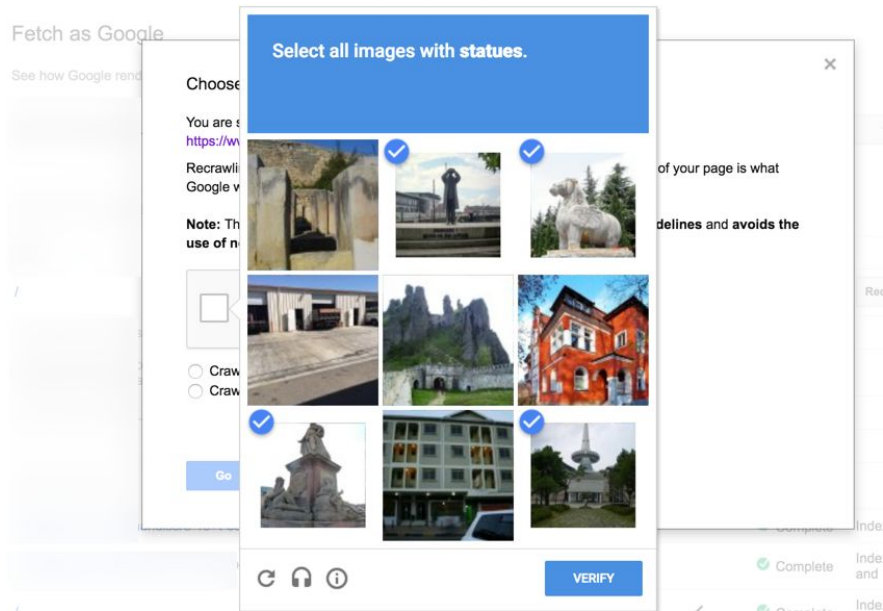 Fetch as Google
See how Google rend
Select all images with statues.
Choose
You are s
https://w
Recrawli of your page is what
Google w
Note: Th delines and avoids the
use of n
/
Rec
Craw
Craw
Go
VERIFY
Complete Inde
Complete Inde
and
/
Complete Inde